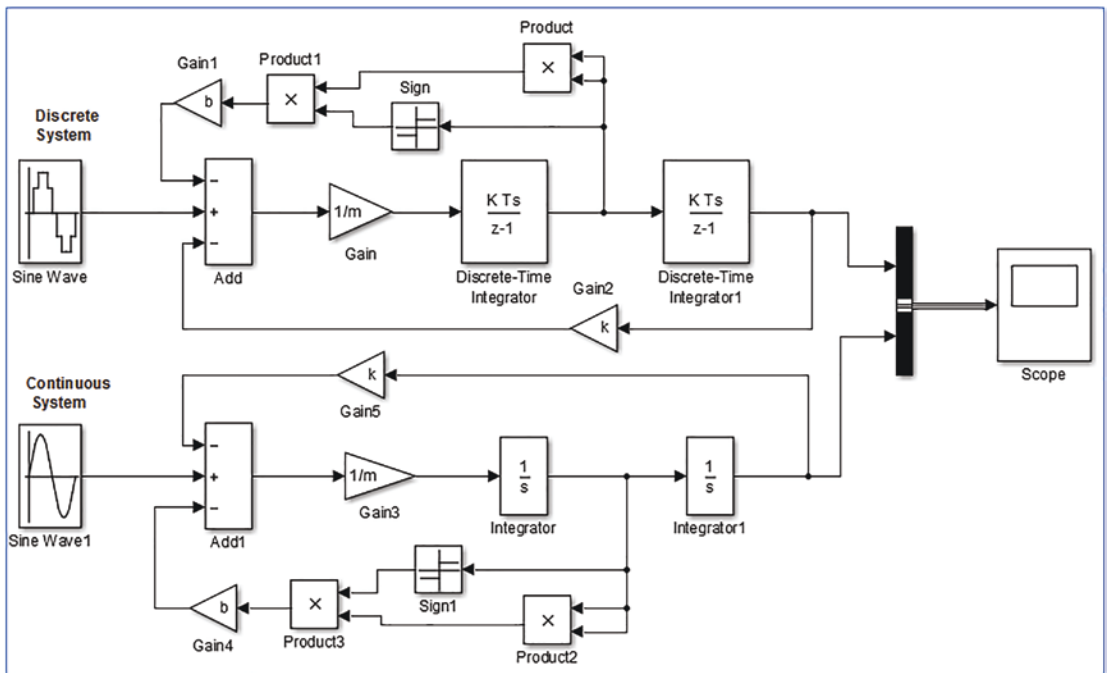 Product
Product1
Gain1
Sign
×
×
b
Discrete
System
−
+
−
1/m
K Ts
z-1
K Ts
z-1
Sine Wave
Add
Gain
Discrete-Time
Integrator
Gain2
Discrete-Time
Integrator1
k
Scope
Continuous
System
k
Gain5
−
+
−
1/m
1
s
1
s
Gain3
Integrator
Integrator1
Sine Wave1
Add1
Sign1
b
×
×
Gain4
Product3
Product2